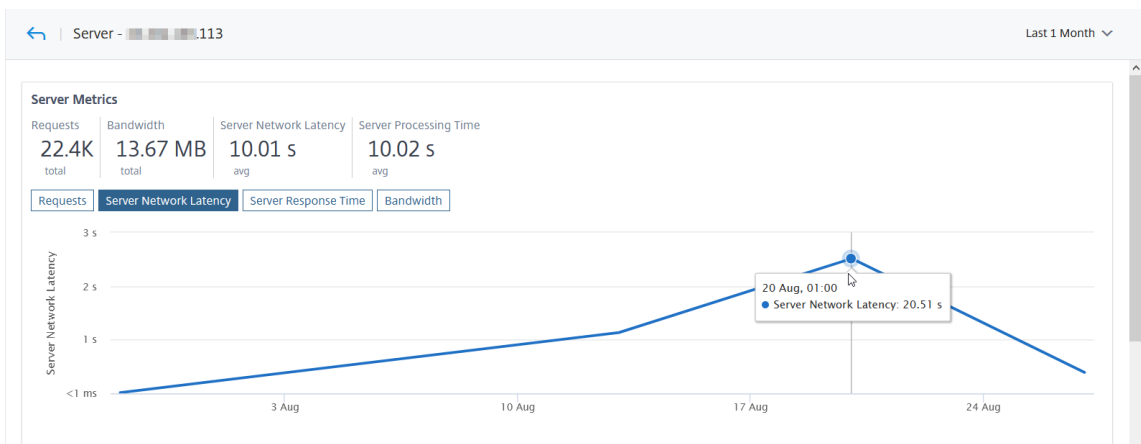 Server - .113
Last 1 Month
Server Metrics
Requests Bandwidth Server Network Latency Server Processing Time
22.4K 13.67 MB 10.01 s 10.02 s
total total avg avg
Requests Server Network Latency Server Response Time Bandwidth
Server Network Latency
3 s
2 s
1 s
<1 ms
20 Aug, 01:00
Server Network Latency: 20.51 s
3 Aug 10 Aug 17 Aug 24 Aug